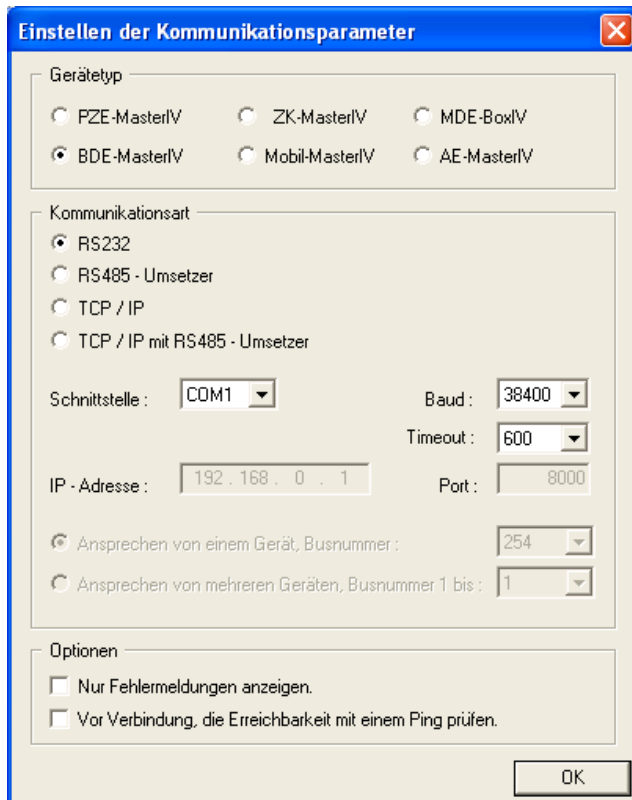 Einstellen der Kommunikationsparameter
Gerätetyp
PZE-MasterIV ZK-MasterIV MDE-BoxIV
BDE-MasterIV Mobil-MasterIV AE-MasterIV
Kommunikationsart
RS232
RS485 - Umsetzer
TCP / IP
TCP / IP mit RS485 - Umsetzer
Schnittstelle : COM1 Baud : 38400
Timeout : 600
IP - Adresse : 192 . 168 . 0 . 1 Port : 8000
Ansprechen von einem Gerät, Busnummer : 254
Ansprechen von mehreren Geräten, Busnummer 1 bis : 1
Optionen
Nur Fehlermeldungen anzeigen.
Vor Verbindung, die Erreichbarkeit mit einem Ping prüfen.
OK